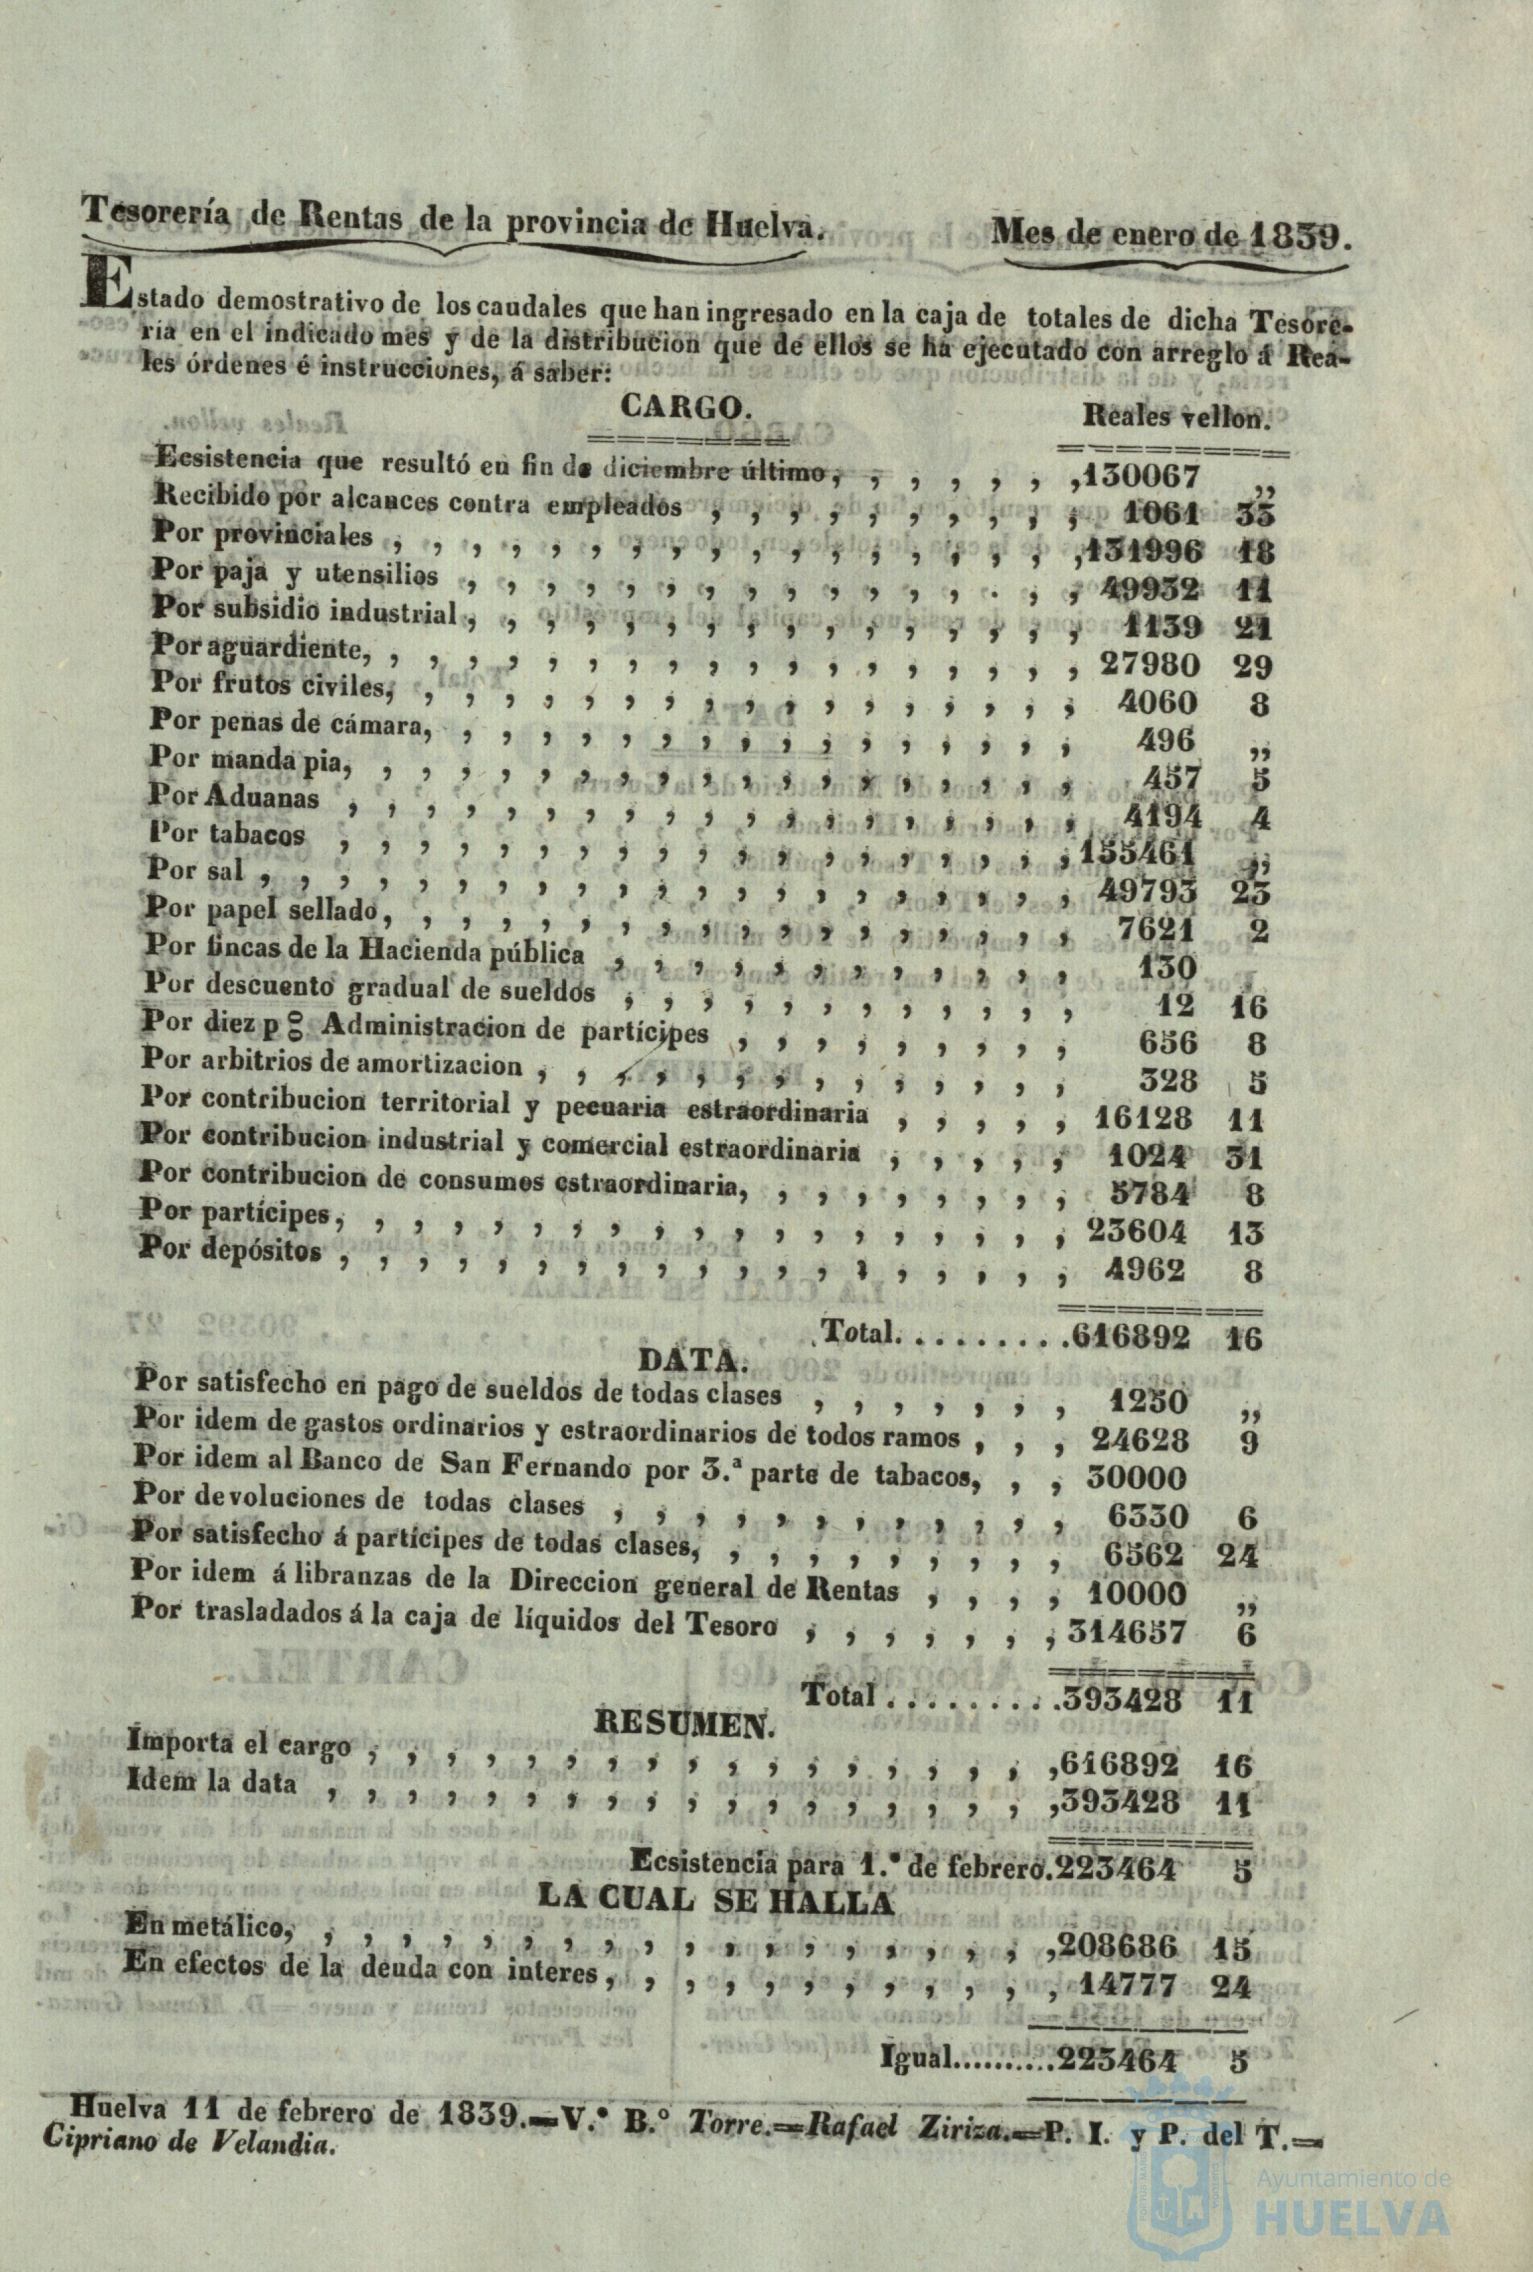 Tesorería de Rentas de la provincia de Huelva. Mes de enero de 1839.
Estado demostrativo de los caudales que han ingresado en la caja de totales de dicha Tesore-
ría en el indicado mes y de la distribucion que de ellos se ha ejecutado con arreglo á Rea-
les órdenes é instrucciones, á saber:
CARGO. Reales vellon.
Ecsistencia que resultó en fin de diciembre último, , , , , , ,130067 ,,
Recibido por alcances contra empleados , , , , , , , , , , 1061 33
Por provinciales , , , , , , , , , , , , , , , , , ,131996 18
Por paja y utensilios , , , , , , , , , , , , , . , , 49932 11
Por subsidio industrial, , , , , , , , , , , , , , , , 1139 21
Por aguardiente, , , , , , , , , , , , , , , , , , , 27980 29
Por frutos civiles, , , , , , , , , , , , , , , , , , 4060 8
Por penas de cámara, , , , , , , , , , , , , , , , , 496 ,,
Por manda pia, , , , , , , , , , , , , , , , , , , 457 5
Por Aduanas , , , , , , , , , , , , , , , , , , , 4194 4
Por tabacos , , , , , , , , , , , , , , , , , , ,155461 ,,
Por sal , , , , , , , , , , , , , , , , , , , , , 49793 23
Por papel sellado, , , , , , , , , , , , , , , , , , 7621 2
Por fincas de la Hacienda pública , , , , , , , , , , , , 130
Por descuento gradual de sueldos , , , , , , , , , , , , 12 16
Por diez p 8̥ Administracion de partícipes , , , , , , , , , 656 8
Por arbitrios de amortizacion , , , , , , , , , , , , , , 328 5
Por contribucion territorial y pecuaria estraordinaria , , , , , 16128 11
Por contribucion industrial y comercial estraordinaria , , , , , 1024 31
Por contribucion de consumos estraordinaria, , , , , , , , , 5784 8
Por partícipes, , , , , , , , , , , , , , , , , , , 23604 13
Por depósitos , , , , , , , , , , , , , , , , , , , 4962 8
Total. . . . . . . . .616892 16
DATA.
Por satisfecho en pago de sueldos de todas clases , , , , , , , 1250 ,,
Por idem de gastos ordinarios y estraordinarios de todos ramos , , , 24628 9
Por idem al Banco de San Fernando por 3.ª parte de tabacos, , , 30000
Por devoluciones de todas clases , , , , , , , , , , , , 6330 6
Por satisfecho á partícipes de todas clases, , , , , , , , , , 6562 24
Por idem á libranzas de la Direccion general de Rentas , , , , 10000 ,,
Por trasladados á la caja de líquidos del Tesoro , , , , , , , 314657 6
Total . . . . . . . . .393428 11
RESUMEN.
Importa el cargo , , , , , , , , , , , , , , , , , ,616892 16
Idem la data , , , , , , , , , , , , , , , , , , ,393428 11
Ecsistencia para 1.º de febrero.223464 5
LA CUAL SE HALLA
En metálico, , , , , , , , , , , , , , , , , , , ,208686 15
En efectos de la deuda con interes, , , , , , , , , , , , 14777 24
Igual..........223464 5
Huelva 11 de febrero de 1839.=V.º B.º Torre.=Rafael Ziriza.=P. I. y P. del T.=
Cipriano de Velandia.
Ayuntamiento de
HUELVA